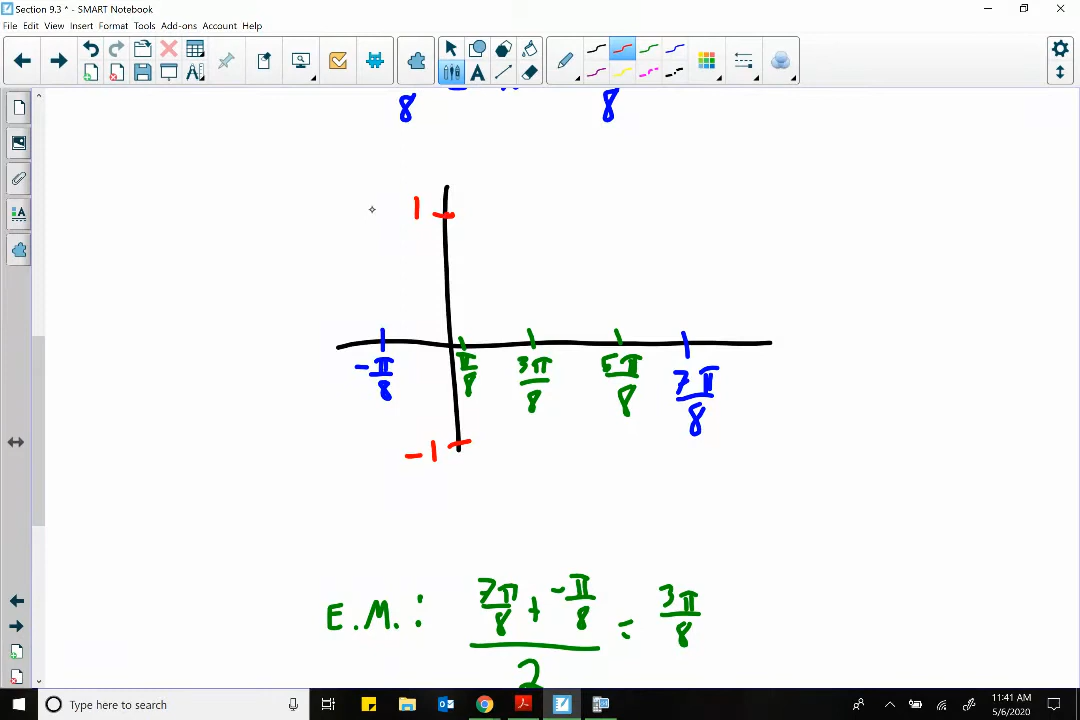 Section 9.3 * - SMART Notebook
File Edit View Insert Format Tools Add-ons Account Help
8 8
1
-π/8 π/8 3π/8 5π/8 7π/8
-1
E.M.: (7π/8 + -π/8)/2 = 3π/8
Type here to search
11:41 AM
5/6/2020